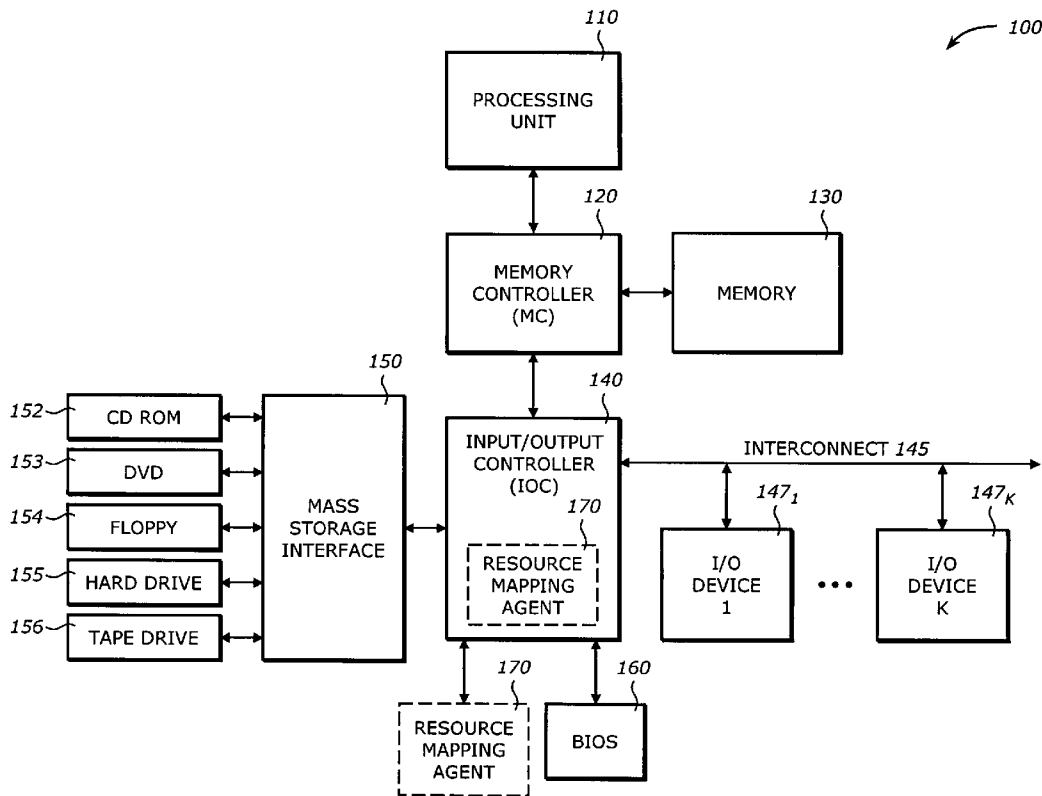 100
110
PROCESSING
UNIT
120
MEMORY
CONTROLLER
(MC)
130
MEMORY
150
MASS
STORAGE
INTERFACE
152
CD ROM
153
DVD
154
FLOPPY
155
HARD DRIVE
156
TAPE DRIVE
140
INPUT/OUTPUT
CONTROLLER
(IOC)
170
RESOURCE
MAPPING
AGENT
INTERCONNECT 145
147₁
I/O
DEVICE
1
•••
147ₖ
I/O
DEVICE
K
170
RESOURCE
MAPPING
AGENT
160
BIOS